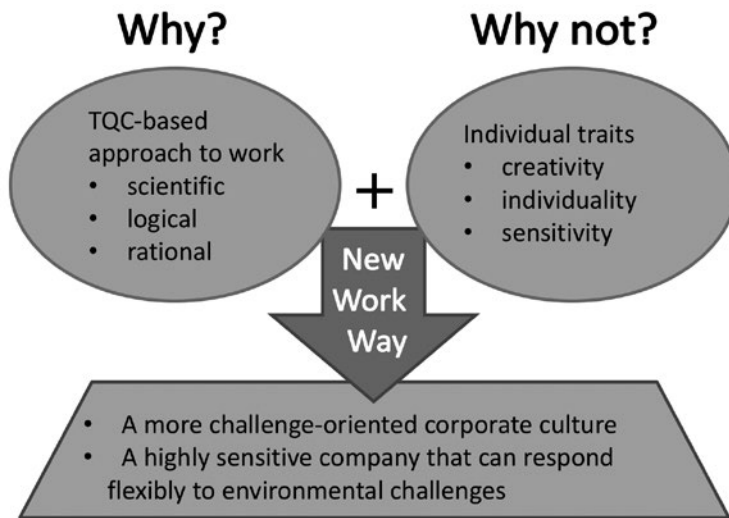 Why?
Why not?
TQC-based
approach to work
• scientific
• logical
• rational
+
Individual traits
• creativity
• individuality
• sensitivity
New
Work
Way
• A more challenge-oriented corporate culture
• A highly sensitive company that can respond
flexibly to environmental challenges